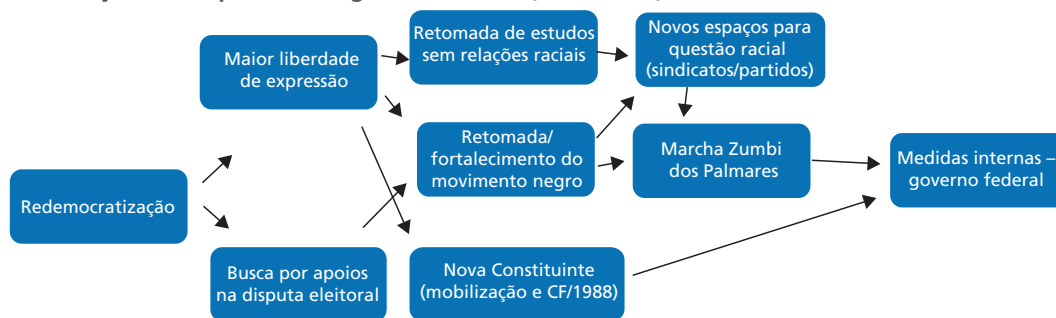 Maior liberdade
de expressão
Retomada de estudos
sem relações raciais
Novos espaços para
questão racial
(sindicatos/partidos)
Redemocratização
Retomada/
fortalecimento do
movimento negro
Marcha Zumbi
dos Palmares
Medidas internas –
governo federal
Busca por apoios
na disputa eleitoral
Nova Constituinte
(mobilização e CF/1988)